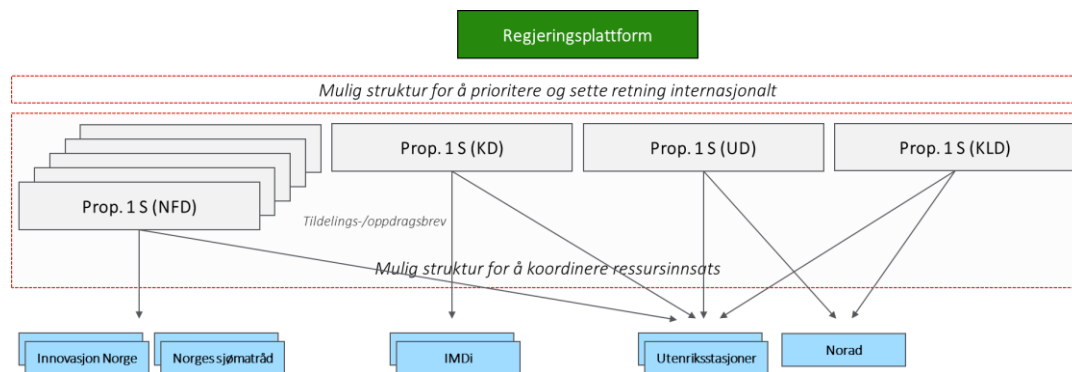 Regjeringsplattform
Mulig struktur for å prioritere og sette retning internasjonalt
Prop. 1 S (KD)
Prop. 1 S (UD)
Prop. 1 S (KLD)
Prop. 1 S (NFD)
Tildelings-/oppdragsbrev
Mulig struktur for å koordinere ressursinnsats
Innovasjon Norge
Norges sjømatråd
IMDi
Utenriksstasjoner
Norad